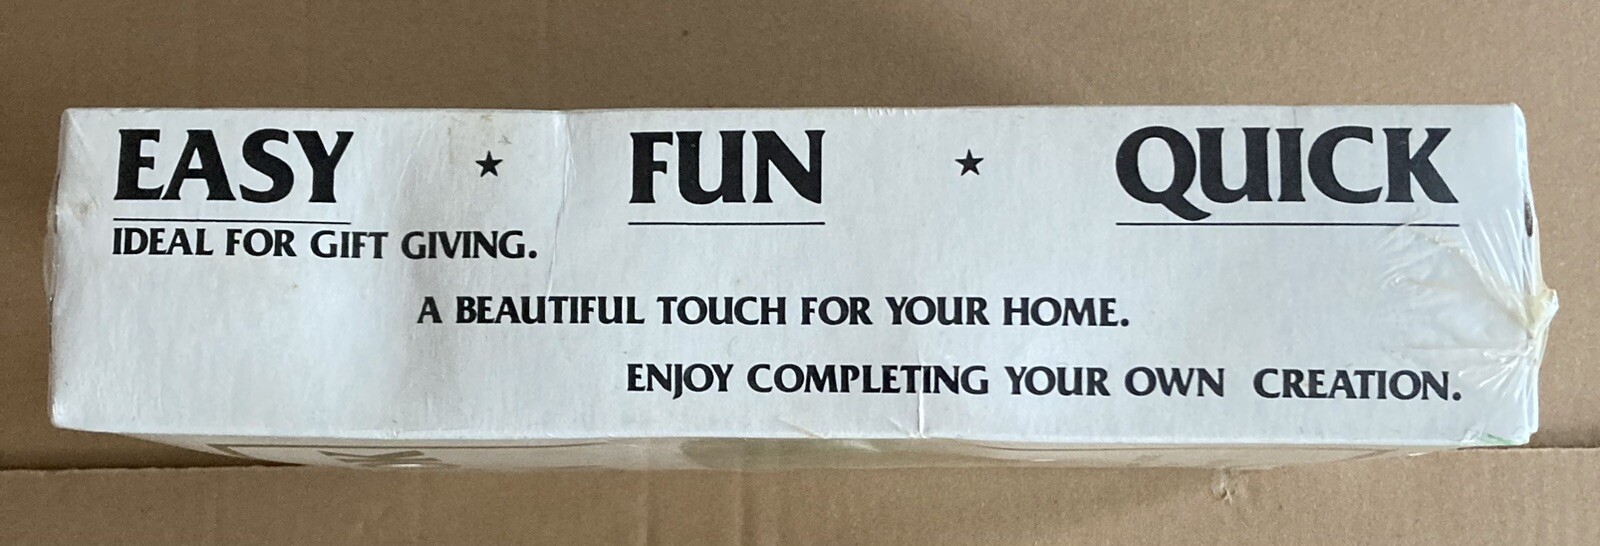 EASY ★ FUN ★ QUICK
IDEAL FOR GIFT GIVING.
A BEAUTIFUL TOUCH FOR YOUR HOME.
ENJOY COMPLETING YOUR OWN CREATION.